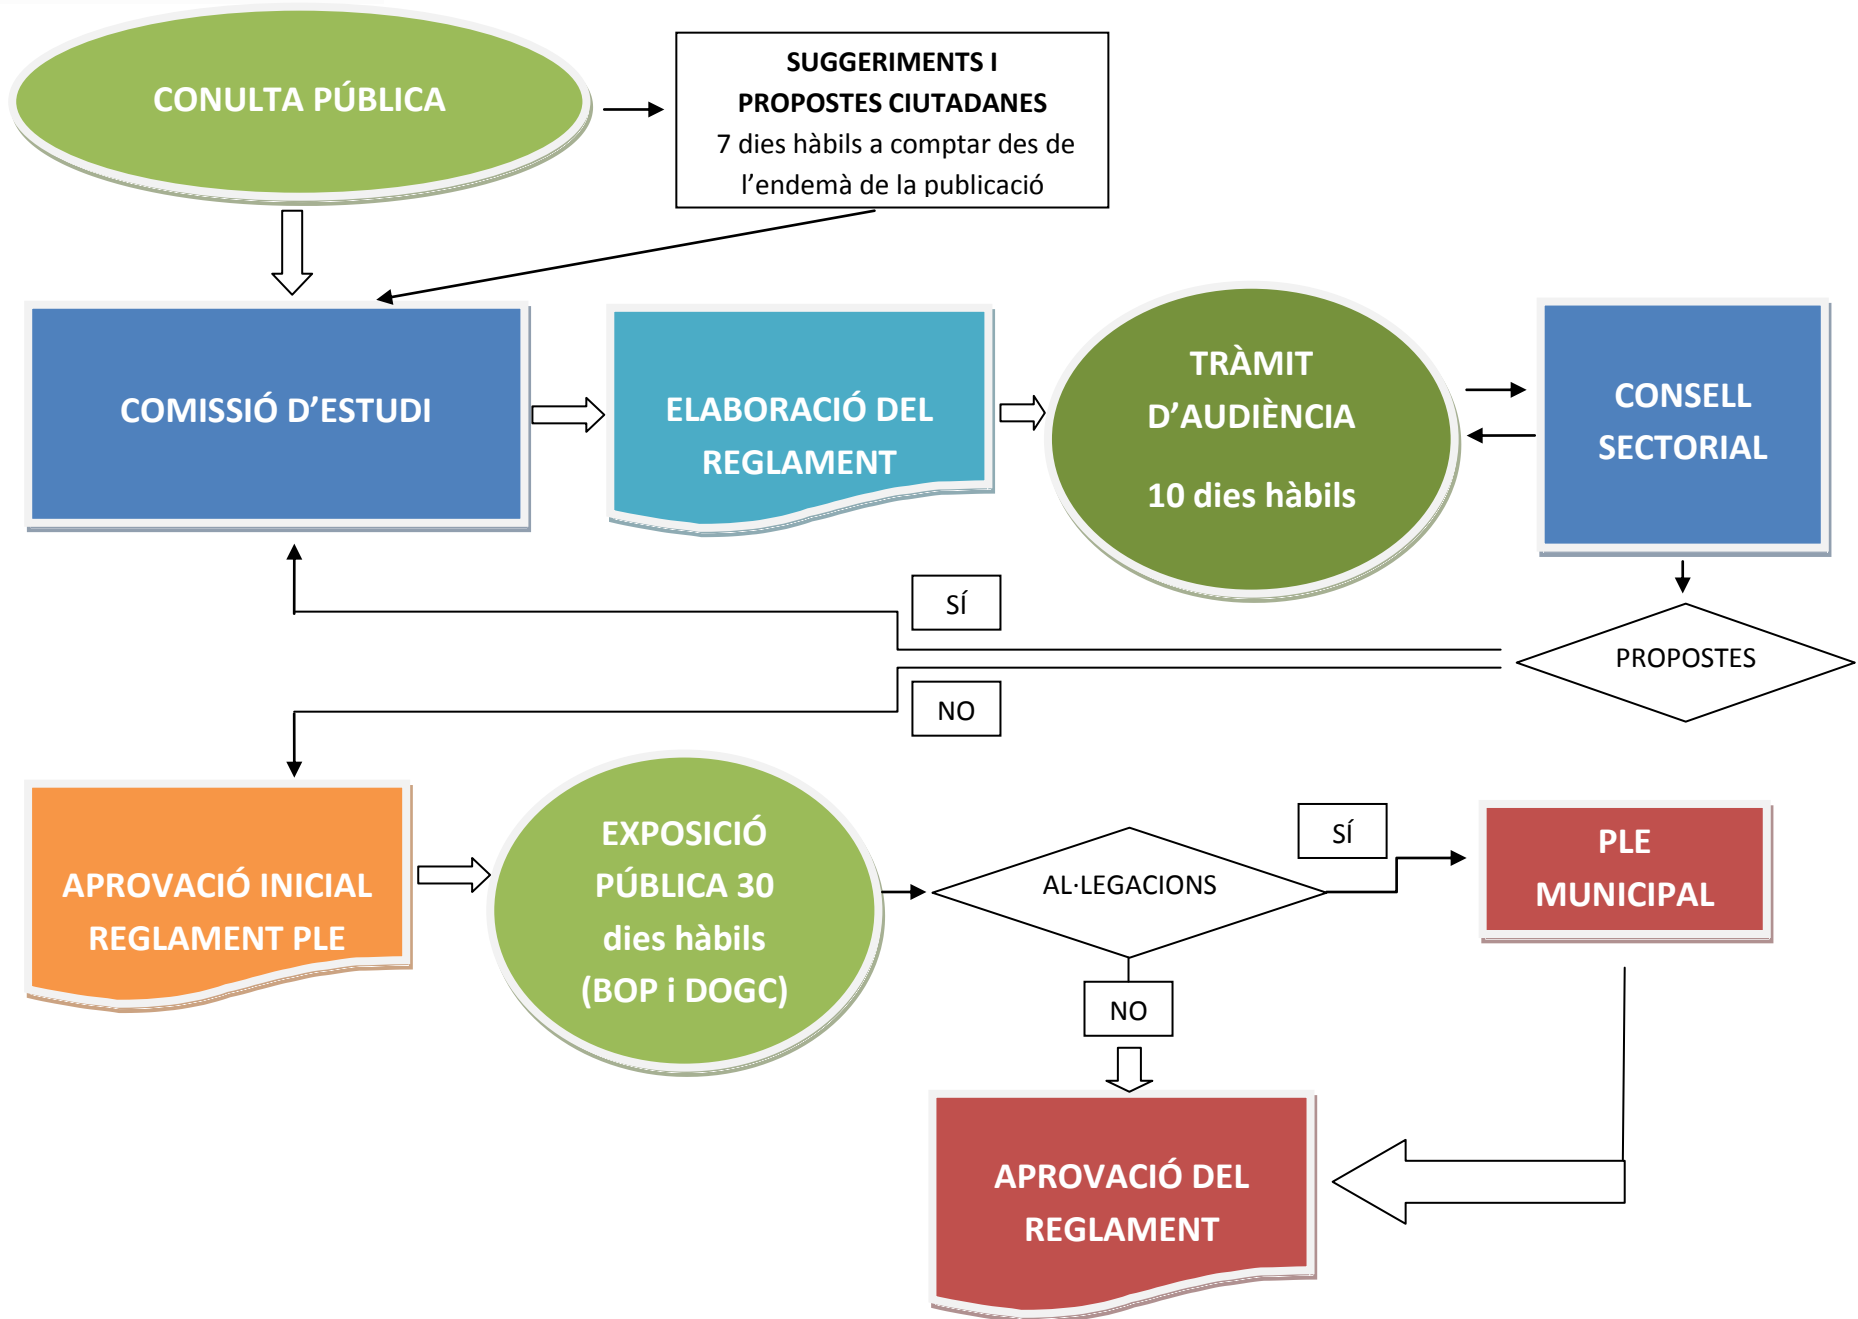 CONULTA PÚBLICA
SUGGERIMENTS I
PROPOSTES CIUTADANES
7 dies hàbils a comptar des de
l’endemà de la publicació
COMISSIÓ D’ESTUDI
ELABORACIÓ DEL
REGLAMENT
TRÀMIT
D’AUDIÈNCIA
10 dies hàbils
CONSELL
SECTORIAL
SÍ
PROPOSTES
NO
APROVACIÓ INICIAL
REGLAMENT PLE
EXPOSICIÓ
PÚBLICA 30
dies hàbils
(BOP i DOGC)
AL·LEGACIONS
SÍ
PLE
MUNICIPAL
NO
APROVACIÓ DEL
REGLAMENT